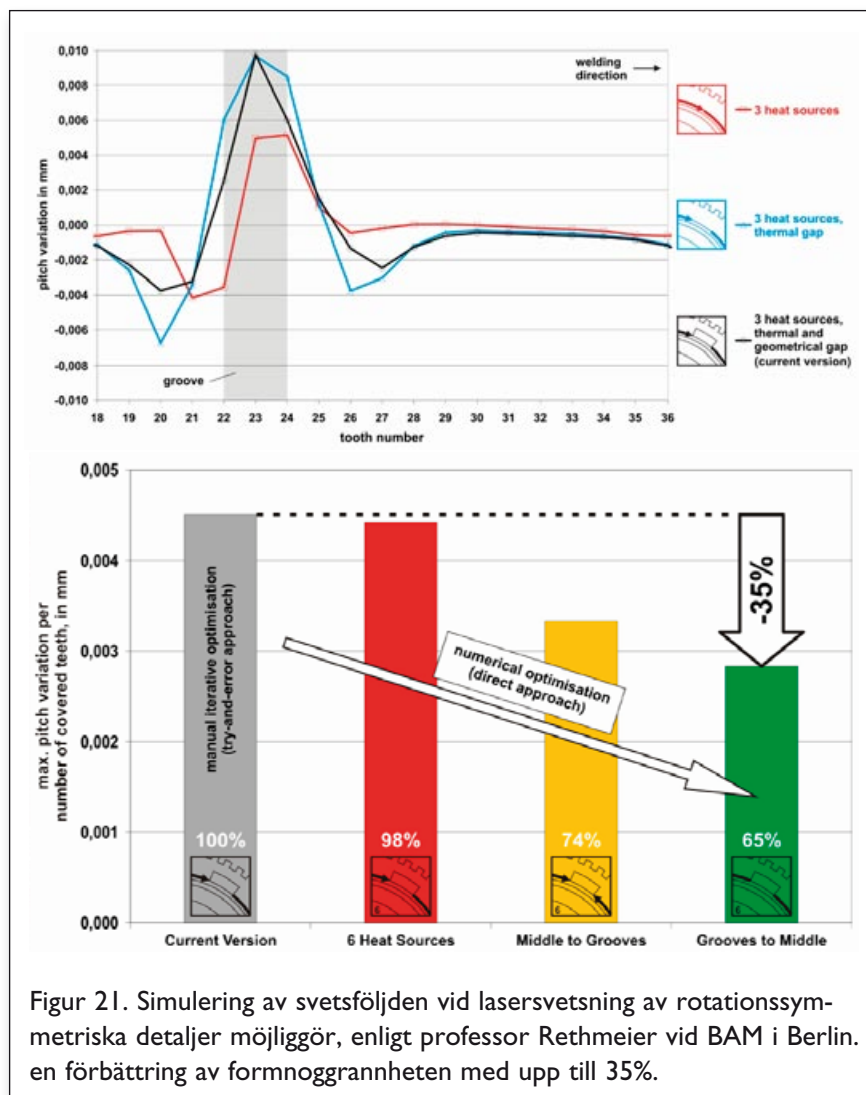 0,010
0,008
0,006
0,004
0,002
0,000
-0,002
-0,004
-0,006
-0,008
-0,010
pitch variation in mm
18 19 20 21 22 23 24 25 26 27 28 29 30 31 32 33 34 35 36
tooth number
groove
welding
direction
3 heat sources
3 heat sources,
thermal gap
3 heat sources,
thermal and
geometrical gap
(current version)
0,005
0,004
0,003
0,002
0,001
0,000
max. pitch variation per
number of covered teeth, in mm
manual iterative optimisation
(try-and-error approach)
numerical optimisation
(direct approach)
-35%
100% 98% 74% 65%
6 6 6
Current Version 6 Heat Sources Middle to Grooves Grooves to Middle
Figur 21. Simulering av svetsföljden vid lasersvetsning av rotationssym-
metriska detaljer möjliggör, enligt professor Rethmeier vid BAM i Berlin.
en förbättring av formnoggrannheten med upp till 35%.